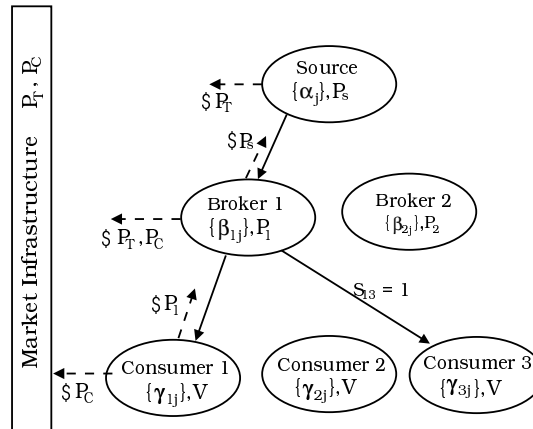 Market Infrastructure P_T, P_C
Source
{α_j},P_s
$P_T
$P_s
Broker 1
{β_1j},P_1
Broker 2
{β_2j},P_2
$ P_T,P_C
S_13 = 1
$P_1
Consumer 1
{γ_1j},V
Consumer 2
{γ_2j},V
Consumer 3
{γ_3j},V
$P_C